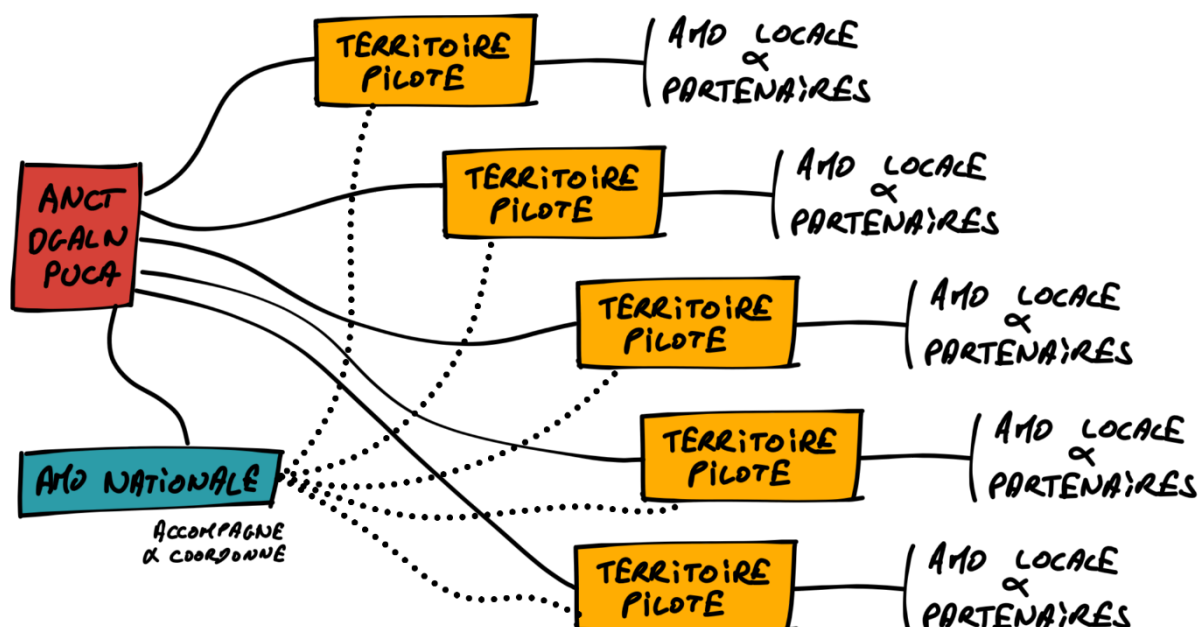 TERRITOIRE
PILOTE
AMO LOCALE
&
PARTENAIRES
ANCT
DGALN
PUCA
TERRITOIRE
PILOTE
AMO LOCALE
&
PARTENAIRES
TERRITOIRE
PILOTE
AMO LOCALE
&
PARTENAIRES
TERRITOIRE
PILOTE
AMO LOCALE
&
PARTENAIRES
AMO NATIONALE
ACCOMPAGNE
& COORDONNE
TERRITOIRE
PILOTE
AMO LOCALE
&
PARTENAIRES